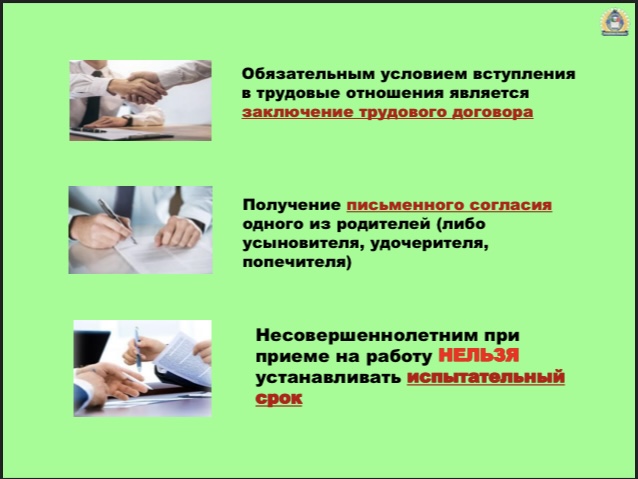 Обязательным условием вступления
в трудовые отношения является
заключение трудового договора
Получение письменного согласия
одного из родителей (либо
усыновителя, удочерителя,
попечителя)
Несовершеннолетним при
приеме на работу НЕЛЬЗЯ
устанавливать испытательный
срок